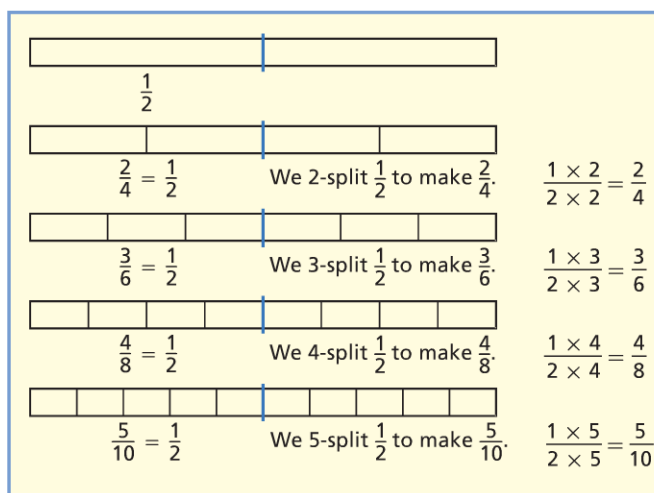 1/2
2/4 = 1/2 We 2-split 1/2 to make 2/4. 1 × 2 / 2 × 2 = 2/4
3/6 = 1/2 We 3-split 1/2 to make 3/6. 1 × 3 / 2 × 3 = 3/6
4/8 = 1/2 We 4-split 1/2 to make 4/8. 1 × 4 / 2 × 4 = 4/8
5/10 = 1/2 We 5-split 1/2 to make 5/10. 1 × 5 / 2 × 5 = 5/10